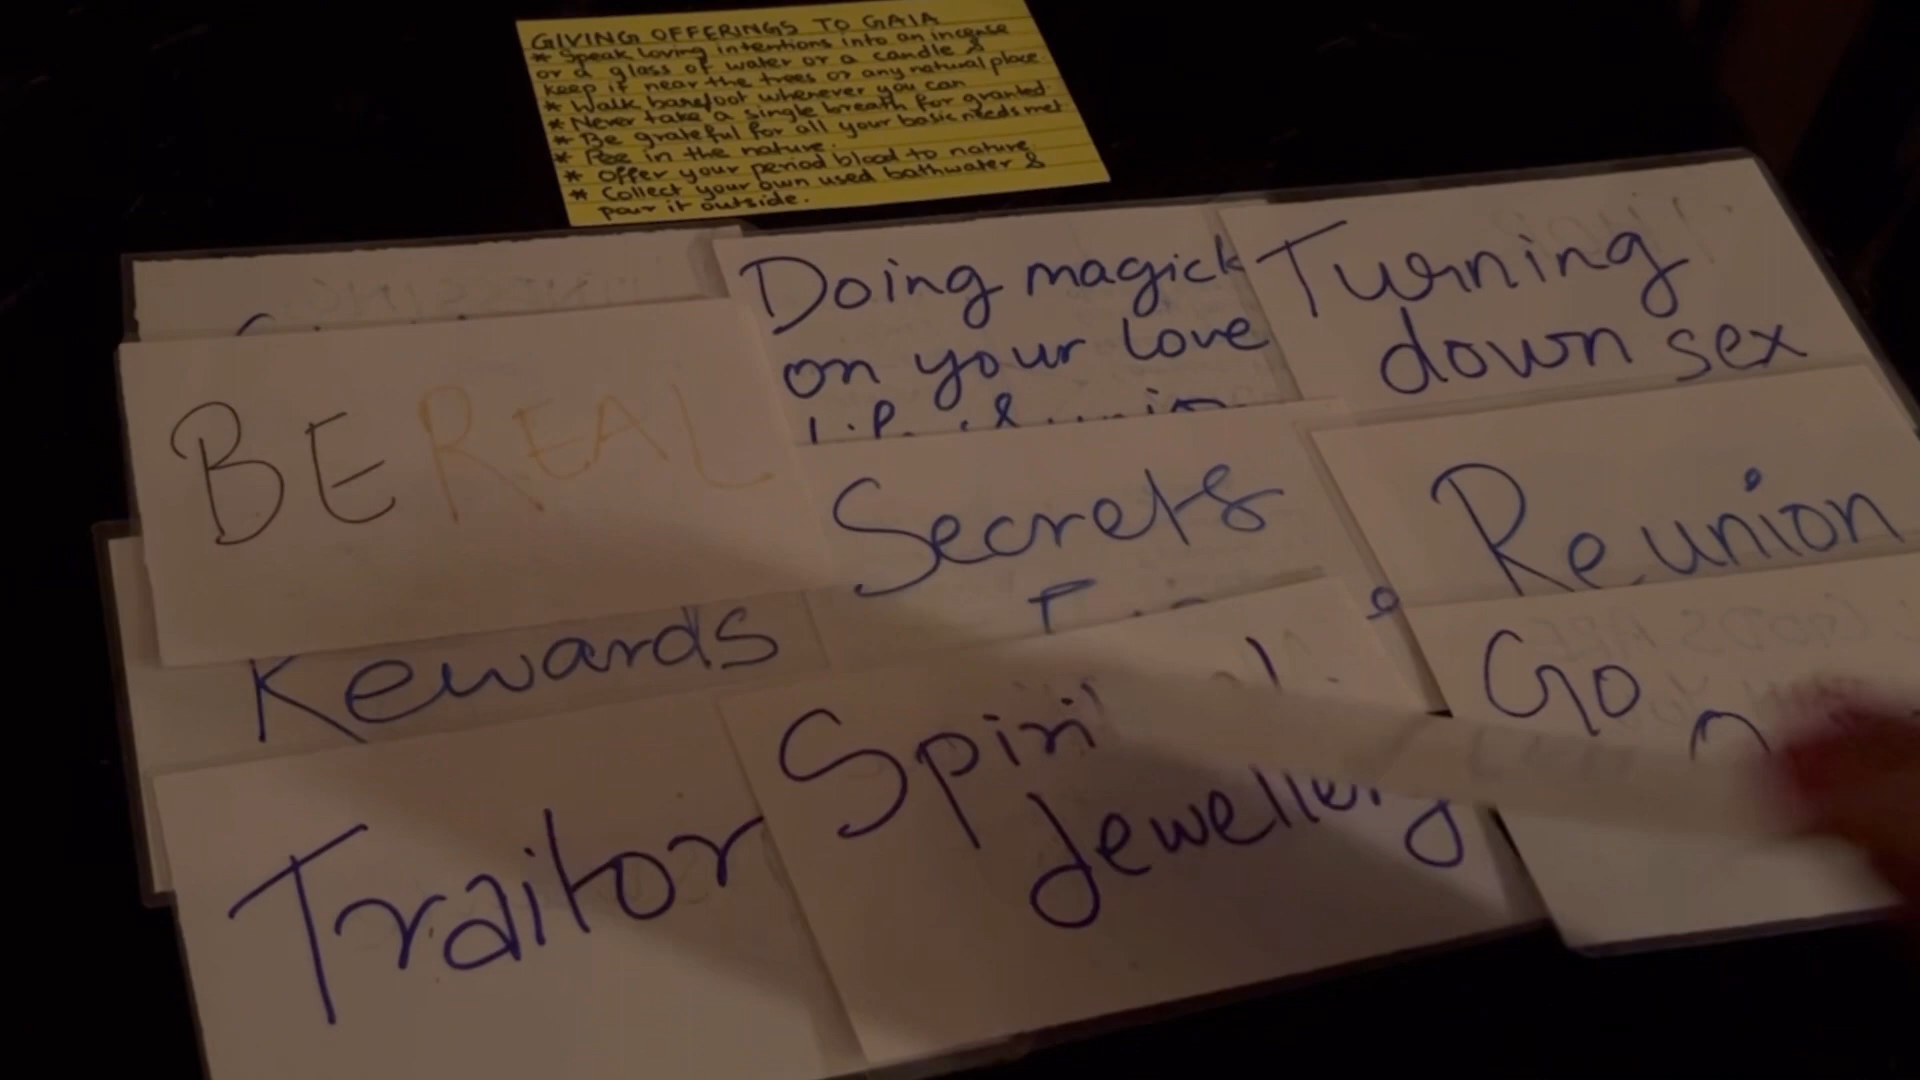 GIVING OFFERINGS TO GAIA
* Speak loving intentions into an incense
or a glass of water or a candle &
keep it near the trees or any natural place.
* Walk barefoot whenever you can
* Never take a single breath for granted.
* Be grateful for all your basic needs met
* Pee in the nature.
* Offer your period blood to nature
* Collect your own used bathwater &
pour it outside.
Doing magick
on your love
Turning
down sex
BE REAL
Secrets
Reunion
Rewards
Go
Spiritual
Jewellery
Traitor